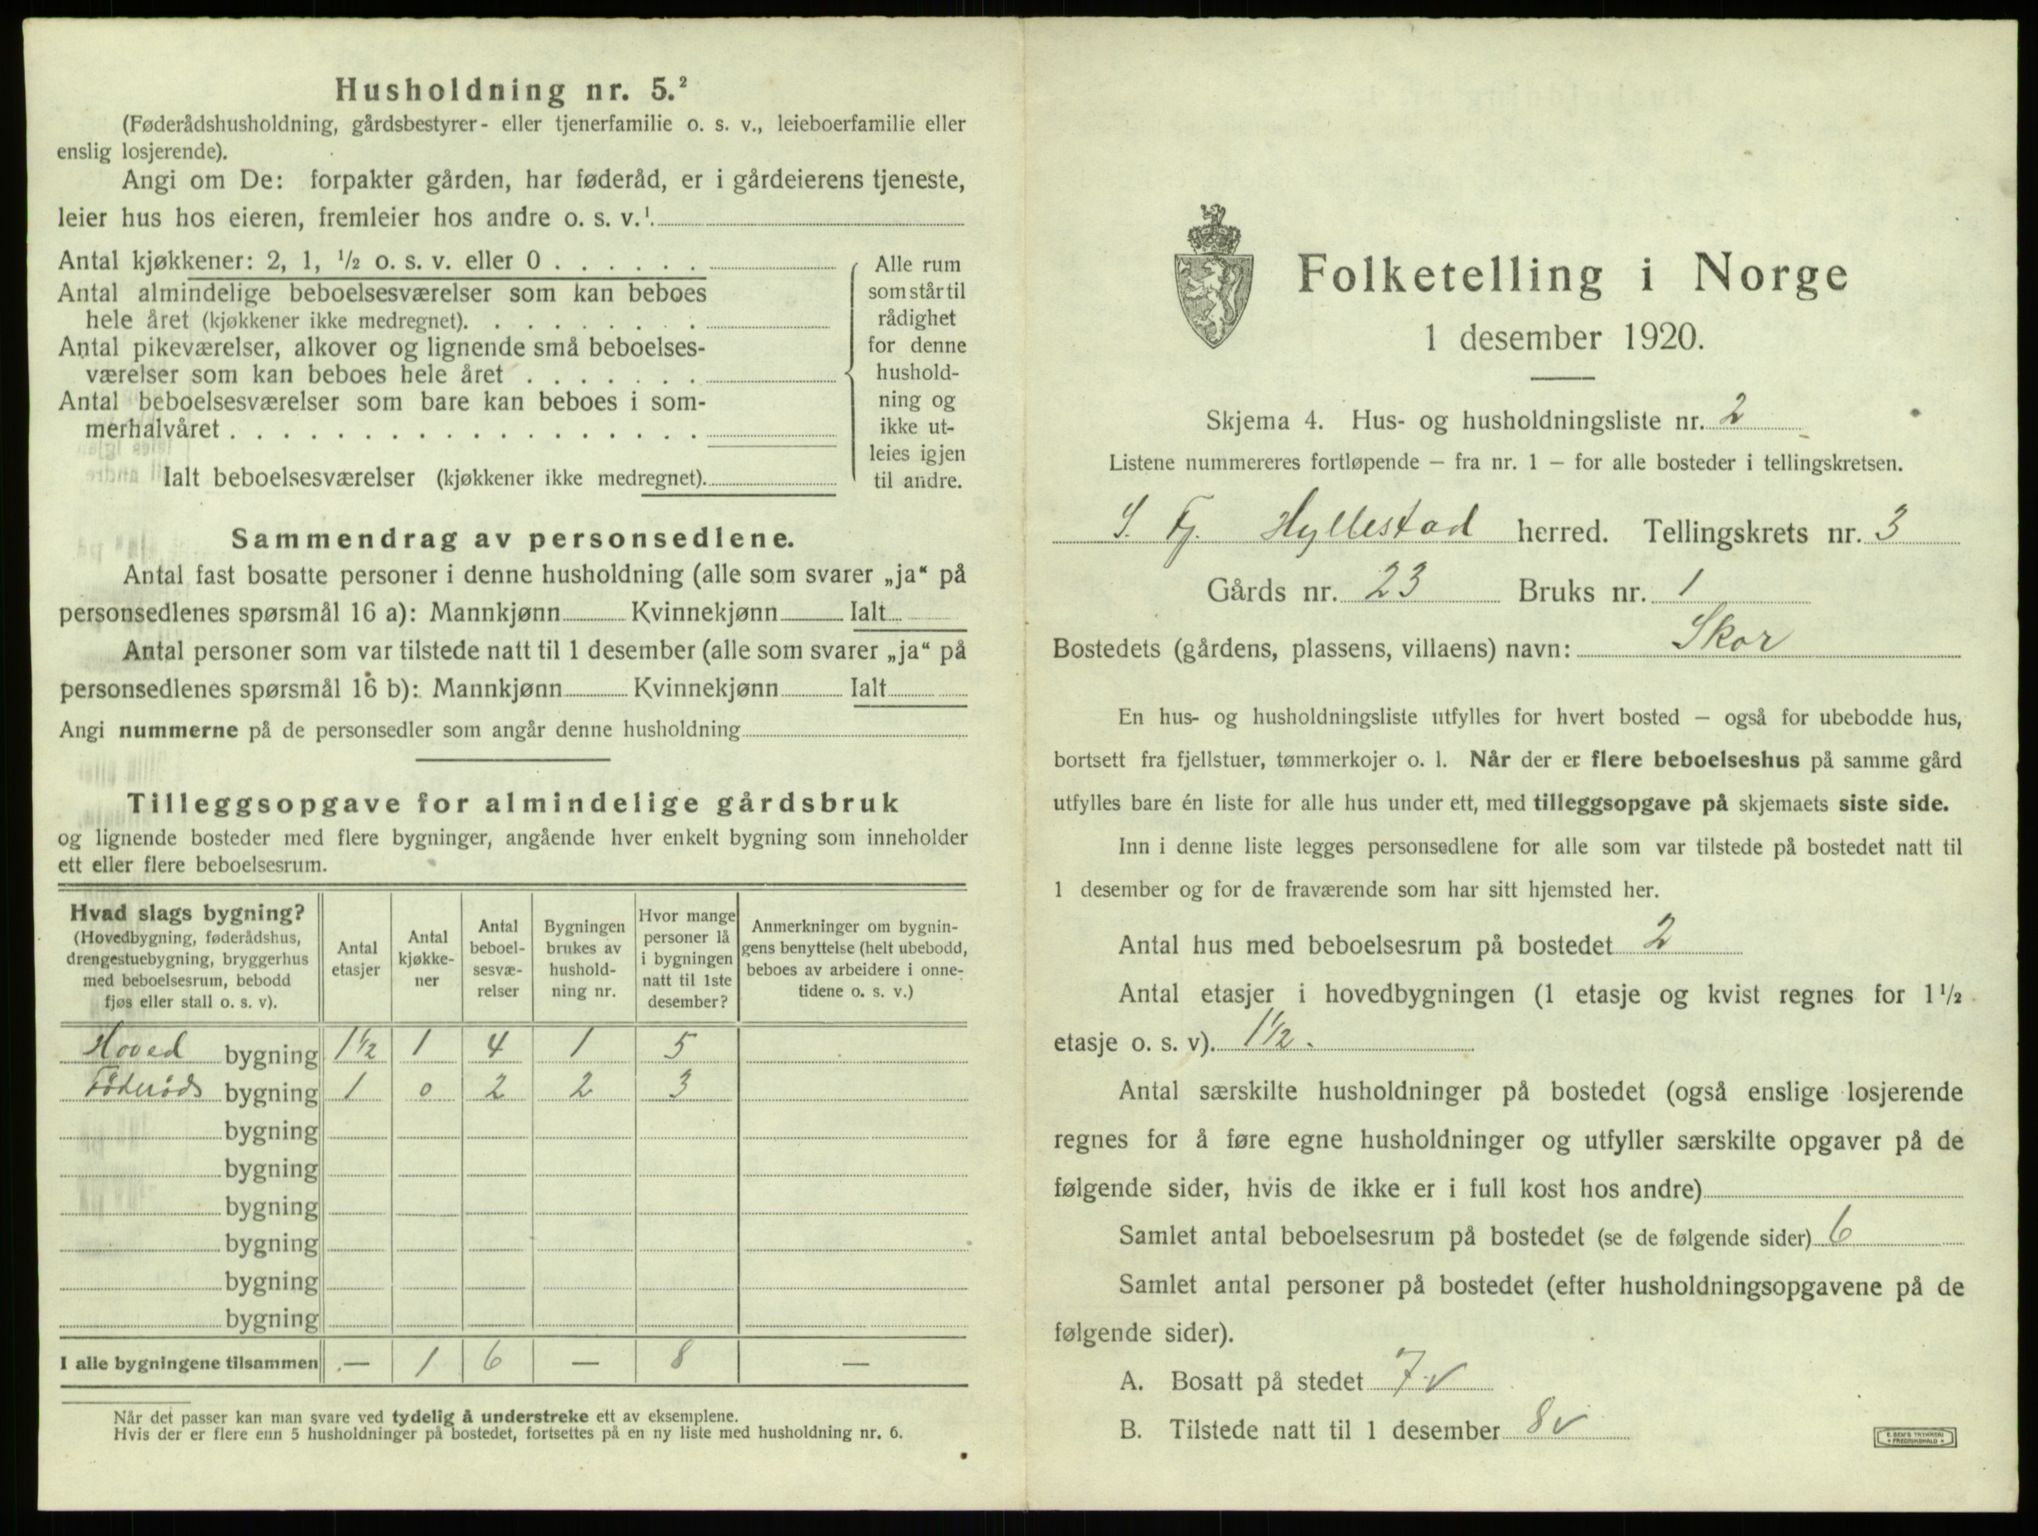 Husholdning nr. 5.²
(Føderådshusholdning, gårdsbestyrer- eller tjenerfamilie o. s. v., leieboerfamilie eller
enslig losjerende).
Angi om De: forpakter gården, har føderåd, er i gårdeierens tjeneste,
leier hus hos eieren, fremleier hos andre o. s. v.¹
Antal kjøkkener: 2, 1, ½ o. s. v. eller 0 . . . . . .
Antal almindelige beboelsesværelser som kan beboes
hele året (kjøkkener ikke medregnet). . . . . . . . .
Antal pikeværelser, alkover og lignende små beboelses-
værelser som kan beboes hele året . . . . . . .
Antal beboelsesværelser som bare kan beboes i som-
merhalvåret . . . . . . . . . . . . . . . . . .
Ialt beboelsesværelser (kjøkkener ikke medregnet).
Alle rum
som står til
rådighet
for denne
hushold-
ning og
ikke ut-
leies igjen
til andre.
Sammendrag av personsedlene.
Antal fast bosatte personer i denne husholdning (alle som svarer „ja“ på
personsedlenes spørsmål 16 a): Mannkjønn Kvinnekjønn Ialt
Antal personer som var tilstede natt til 1 desember (alle som svarer „ja“ på
personsedlenes spørsmål 16 b): Mannkjønn Kvinnekjønn Ialt
Angi nummerne på de personsedler som angår denne husholdning
Tilleggsopgave for almindelige gårdsbruk
og lignende bosteder med flere bygninger, angående hver enkelt bygning som inneholder
ett eller flere beboelsesrum.
Hvad slags bygning?
(Hovedbygning, føderådshus,
drengestuebygning, bryggerhus
med beboelsesrum, bebodd
fjøs eller stall o. s. v).
Antal
etasjer
Antal
kjøkke-
ner
Antal
beboel-
sesvæ-
relser
Bygningen
brukes av
hushold-
ning nr.
Hvor mange
personer lå
i bygningen
natt til 1ste
desember?
Anmerkninger om bygnin-
gens benyttelse (helt ubebodd,
beboes av arbeidere i onne-
tidene o. s. v.)
Hoved bygning 1½ 1 4 1 5
Føderøds bygning 1 0 2 2 3
bygning
bygning
bygning
bygning
bygning
bygning
I alle bygningene tilsammen — 1 6 — 8 —
Når det passer kan man svare ved tydelig å understreke ett av eksemplene.
Hvis der er flere enn 5 husholdninger på bostedet, fortsettes på en ny liste med husholdning nr. 6.
Folketelling i Norge
1 desember 1920.
Skjema 4. Hus- og husholdningsliste nr. 2
Listene nummereres fortløpende – fra nr. 1 – for alle bosteder i tellingskretsen.
S. Fj. Hyllestad herred. Tellingskrets nr. 3
Gårds nr. 23 Bruks nr. 1
Bostedets (gårdens, plassens, villaens) navn: Skor
En hus- og husholdningsliste utfylles for hvert bosted – også for ubebodde hus,
bortsett fra fjellstuer, tømmerkojer o. l. Når der er flere beboelseshus på samme gård
utfylles bare én liste for alle hus under ett, med tilleggsopgave på skjemaets siste side.
Inn i denne liste legges personsedlene for alle som var tilstede på bostedet natt til
1 desember og for de fraværende som har sitt hjemsted her.
Antal hus med beboelsesrum på bostedet 2
Antal etasjer i hovedbygningen (1 etasje og kvist regnes for 1 ½
etasje o. s. v). 1½.
Antal særskilte husholdninger på bostedet (også enslige losjerende
regnes for å føre egne husholdninger og utfyller særskilte opgaver på de
følgende sider, hvis de ikke er i full kost hos andre)
Samlet antal beboelsesrum på bostedet (se de følgende sider) 6
Samlet antal personer på bostedet (efter husholdningsopgavene på de
følgende sider).
A. Bosatt på stedet 7 v
B. Tilstede natt til 1 desember 8 v